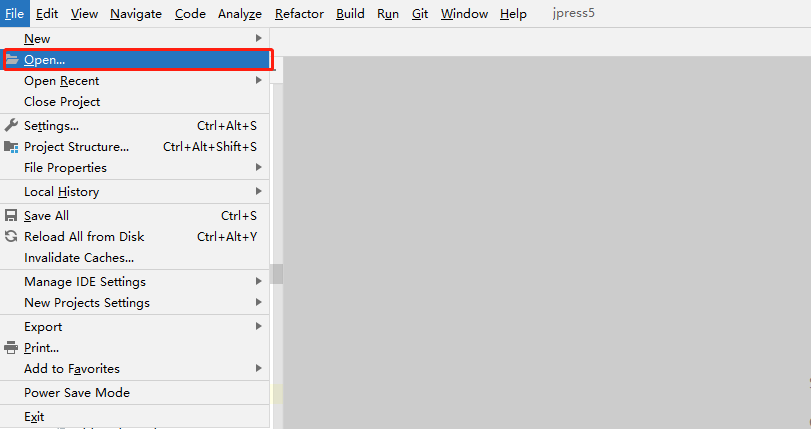 File Edit View Navigate Code Analyze Refactor Build Run Git Window Help jpress5
New
Open...
Open Recent
Close Project
Settings... Ctrl+Alt+S
Project Structure... Ctrl+Alt+Shift+S
File Properties
Local History
Save All Ctrl+S
Reload All from Disk Ctrl+Alt+Y
Invalidate Caches...
Manage IDE Settings
New Projects Settings
Export
Print...
Add to Favorites
Power Save Mode
Exit